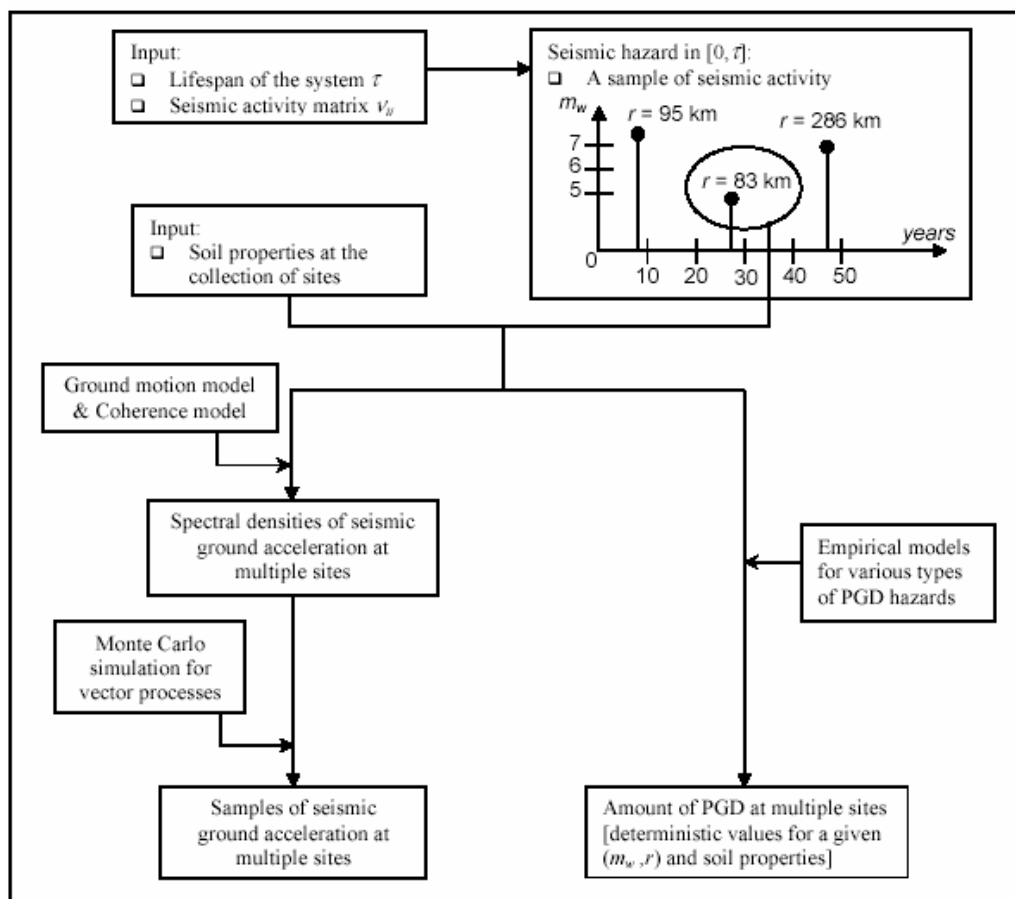 Input:
❑ Lifespan of the system τ
❑ Seismic activity matrix νij
Seismic hazard in [0, τ]:
❑ A sample of seismic activity
mw
r = 95 km
r = 286 km
7
6
5
r = 83 km
years
0
10
20
30
40
50
Input:
❑ Soil properties at the
collection of sites
Ground motion model
& Coherence model
Spectral densities of seismic
ground acceleration at
multiple sites
Empirical models
for various types
of PGD hazards
Monte Carlo
simulation for
vector processes
Samples of seismic
ground acceleration at
multiple sites
Amount of PGD at multiple sites
[deterministic values for a given
(mw ,r) and soil properties]